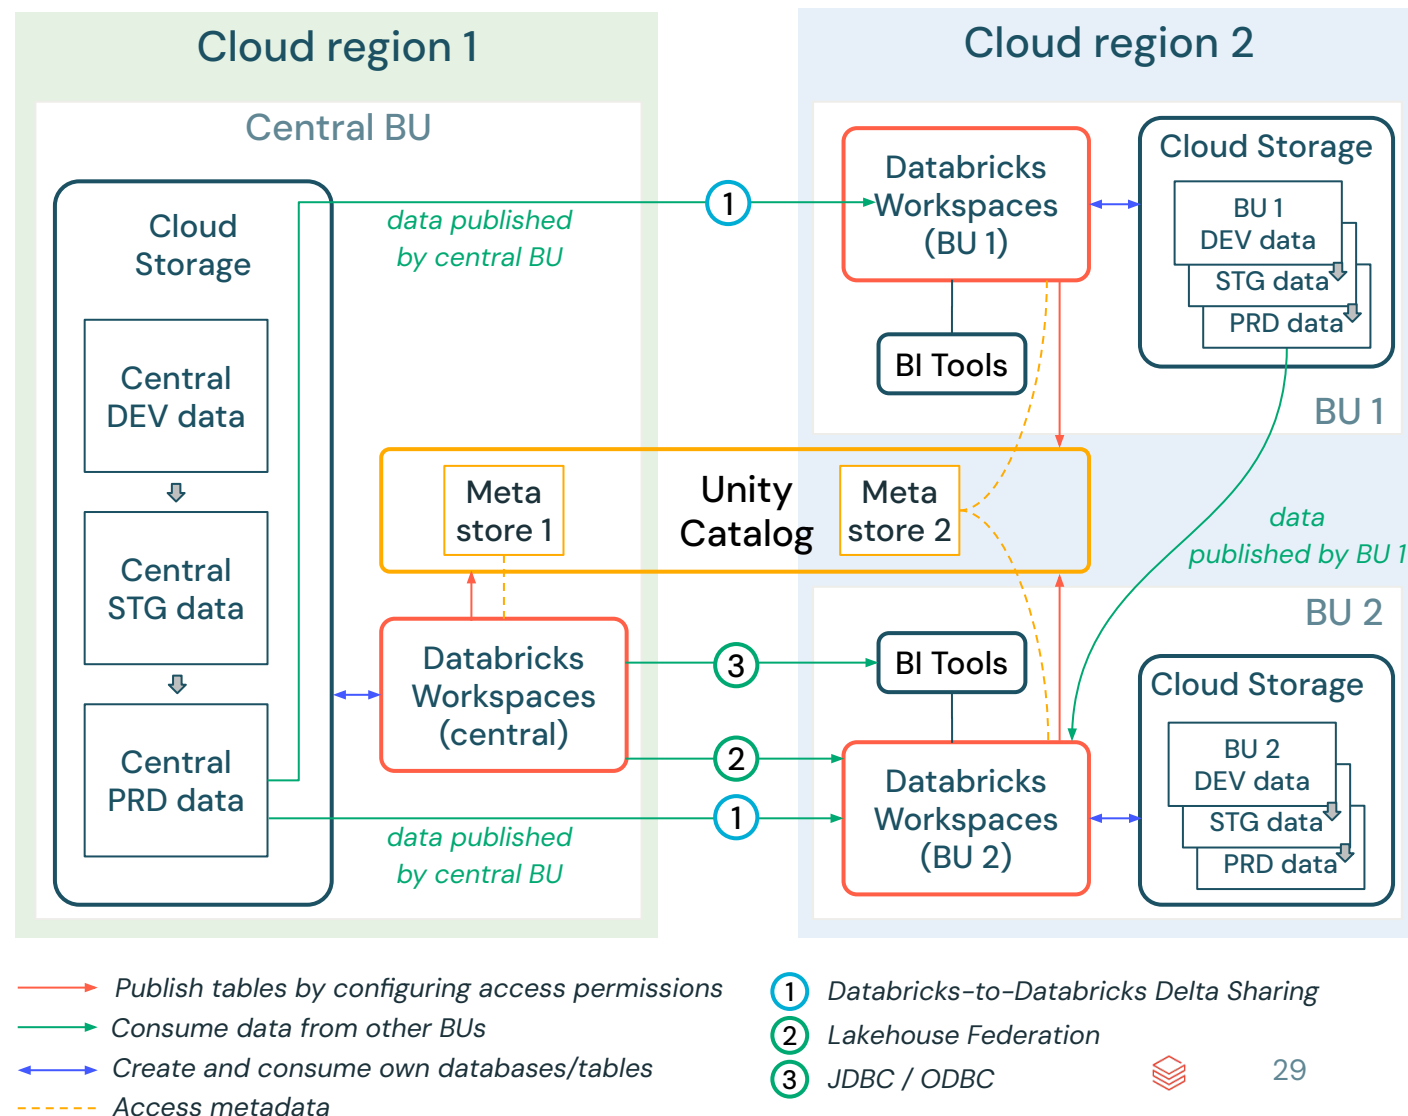 Cloud region 1
Central BU
Cloud
Storage
Central
DEV data
Central
STG data
Central
PRD data
data published
by central BU
1
Meta
store 1
Unity
Catalog
Meta
store 2
Databricks
Workspaces
(central)
3
2
1
data published
by central BU
Cloud region 2
Databricks
Workspaces
(BU 1)
BI Tools
Cloud Storage
BU 1
DEV data
STG data
PRD data
BU 1
data
published by BU 1
BU 2
BI Tools
Databricks
Workspaces
(BU 2)
Cloud Storage
BU 2
DEV data
STG data
PRD data
Publish tables by configuring access permissions
Consume data from other BUs
Create and consume own databases/tables
Access metadata
1 Databricks-to-Databricks Delta Sharing
2 Lakehouse Federation
3 JDBC / ODBC
29